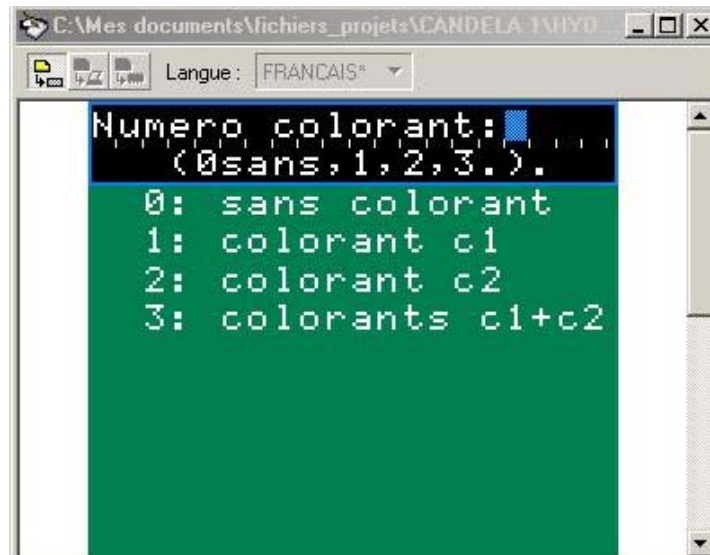 C:\Mes documents\fichiers_projets\CANDELA 1\HYD...
Langue : FRANCAIS*
Numero colorant:
(0sans,1,2,3.).
0: sans colorant
1: colorant c1
2: colorant c2
3: colorants c1+c2